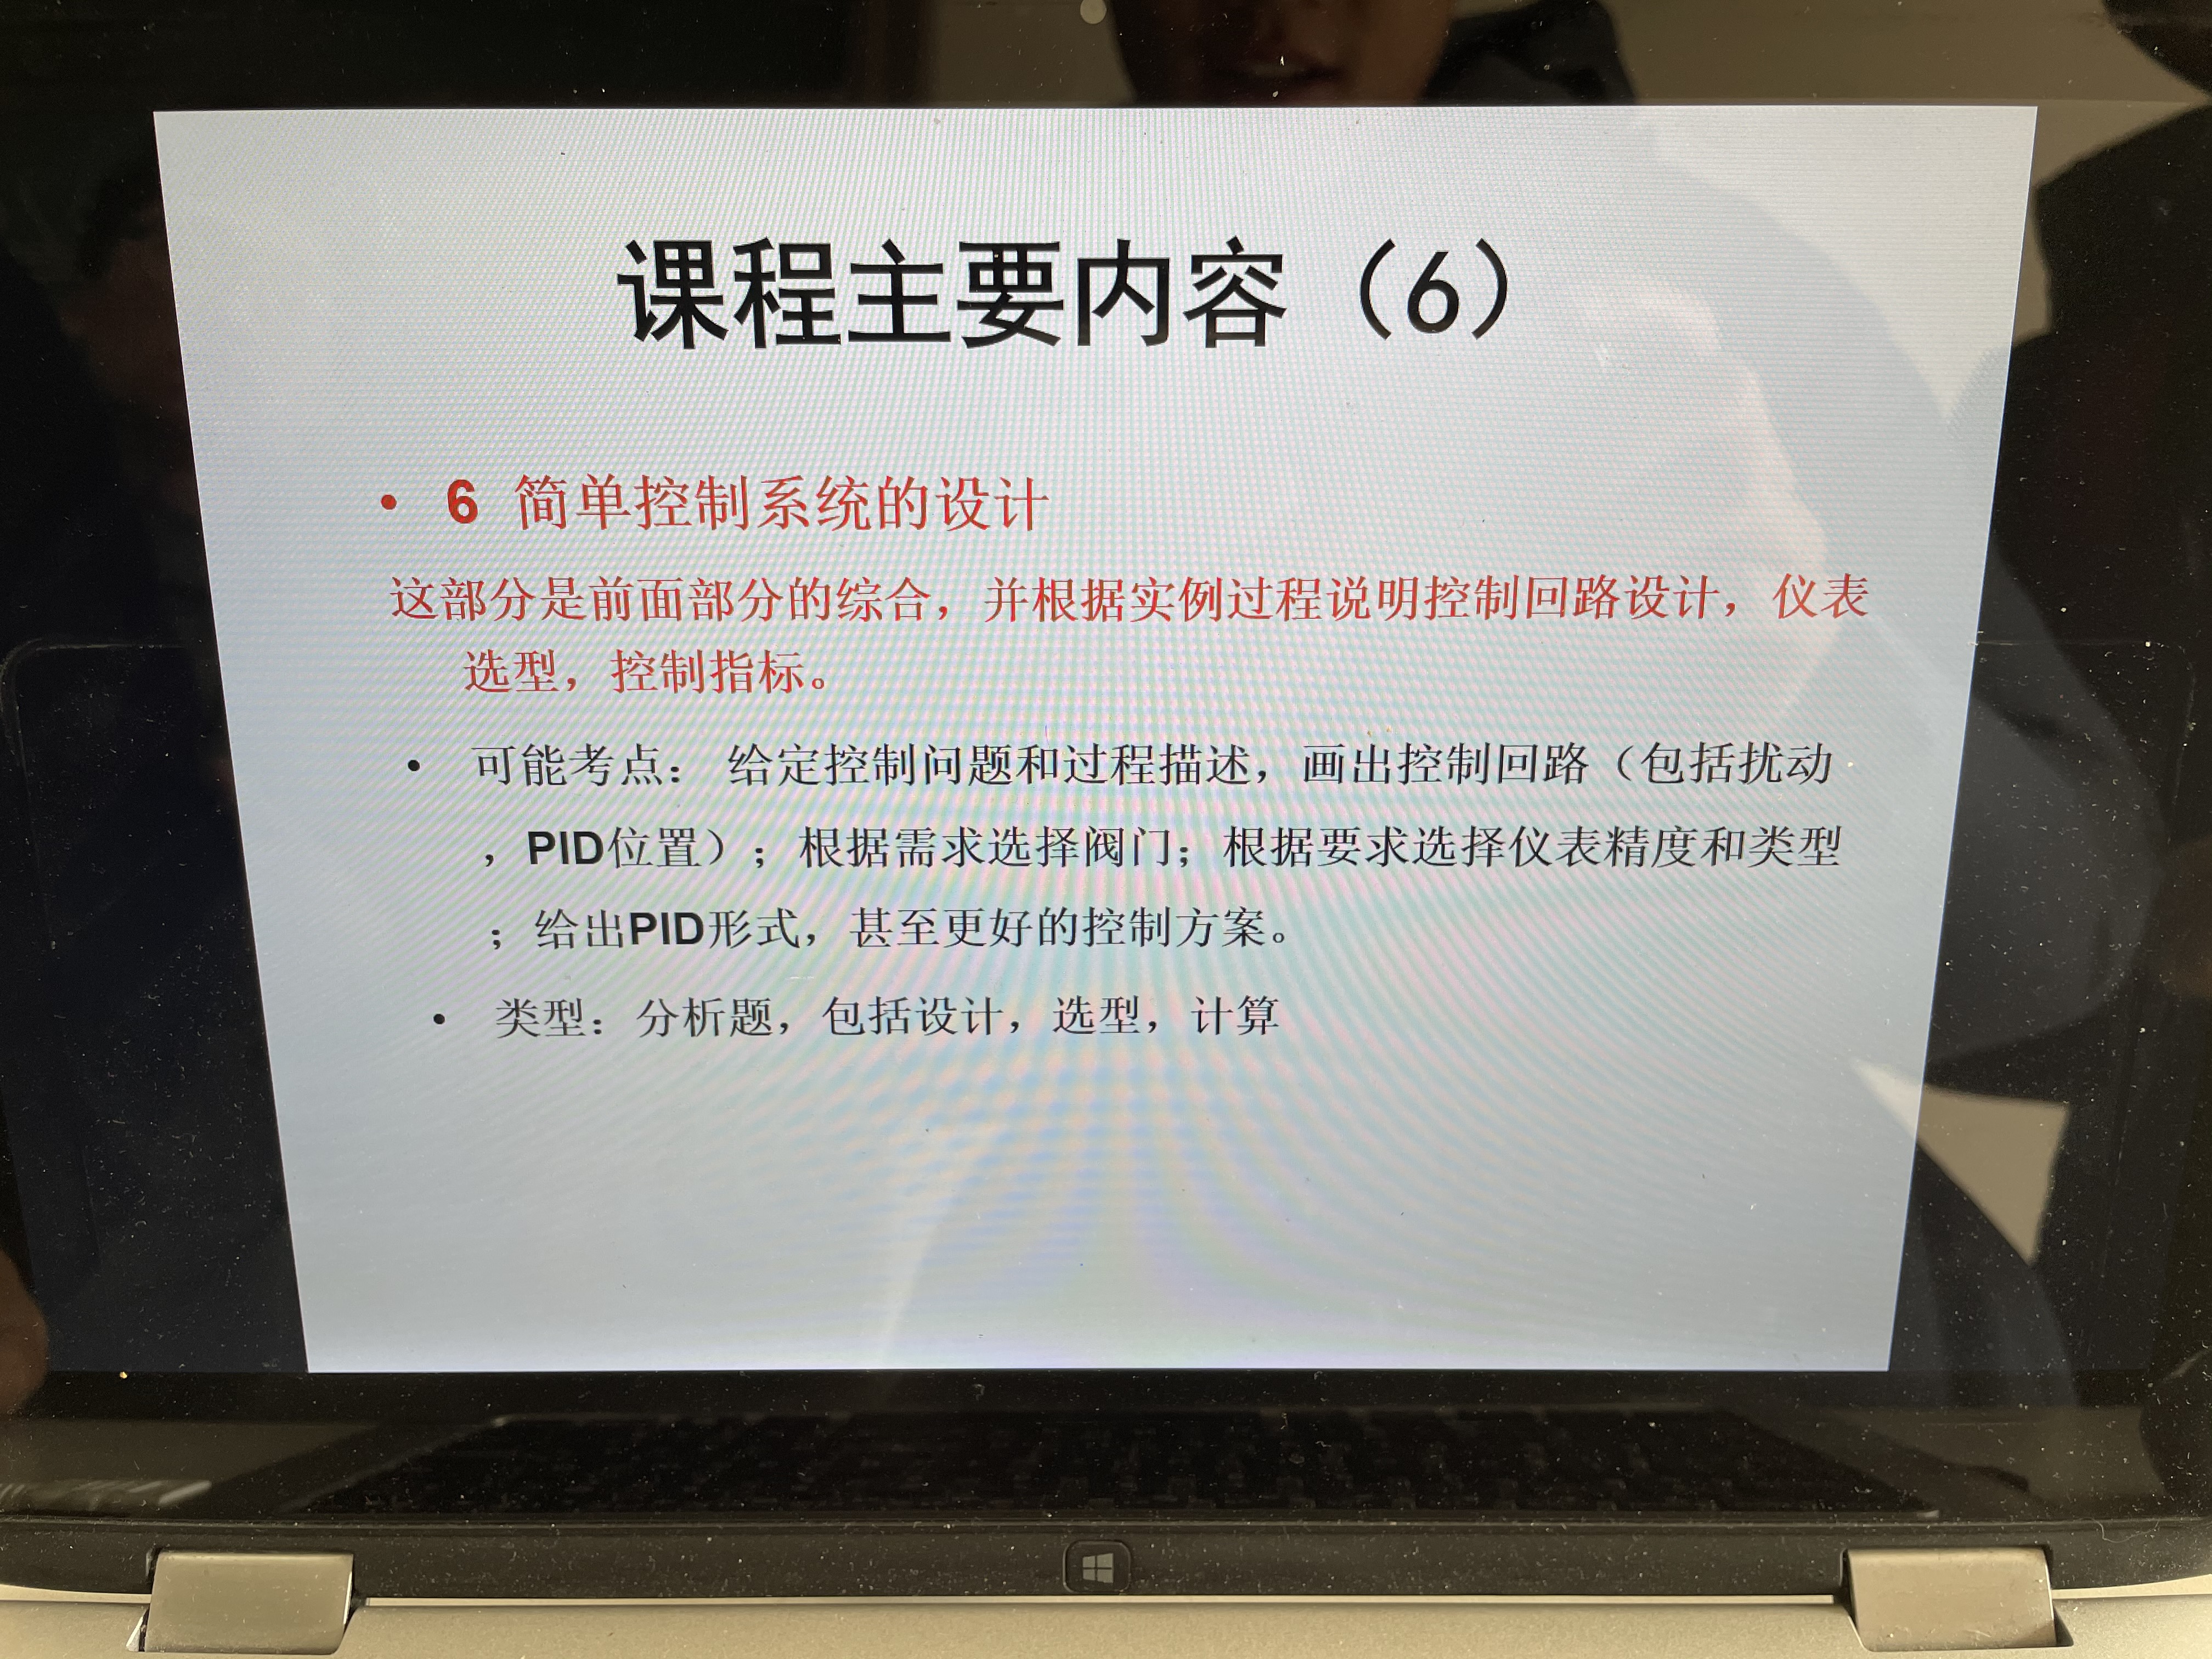 课程主要内容（6）
• 6 简单控制系统的设计
这部分是前面部分的综合，并根据实例过程说明控制回路设计，仪表
选型，控制指标。
• 可能考点： 给定控制问题和过程描述，画出控制回路（包括扰动
，PID位置）；根据需求选择阀门；根据要求选择仪表精度和类型
；给出PID形式，甚至更好的控制方案。
• 类型：分析题，包括设计，选型，计算